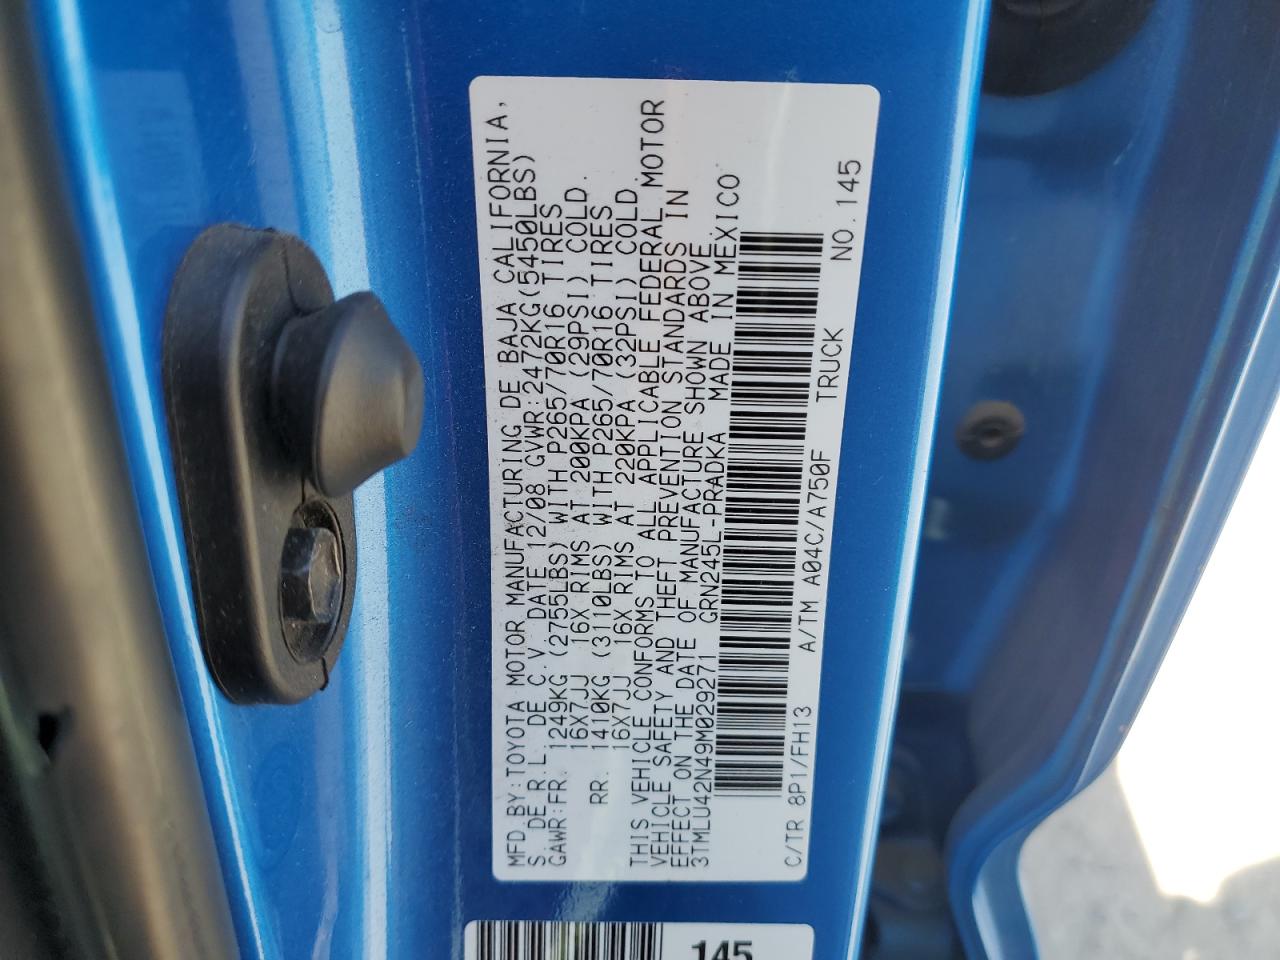 MFD.BY:TOYOTA MOTOR MANUFACTURING DE BAJA CALIFORNIA,
S. DE R.L. DE C.V. DATE 12/08 GVWR:2472KG(5450LBS)
GAWR:FR. 1249KG (2755LBS) WITH P265/70R16 TIRES
16X7JJ 16X RIMS AT 200KPA (29PSI) COLD.
RR. 1410KG (3110LBS) WITH P265/70R16 TIRES
16X7JJ 16X RIMS AT 220KPA (32PSI) COLD.
THIS VEHICLE CONFORMS TO ALL APPLICABLE FEDERAL MOTOR
VEHICLE SAFETY AND THEFT PREVENTION STANDARDS IN
EFFECT ON THE DATE OF MANUFACTURE SHOWN ABOVE.
3TMLU42N49M029271 GRN245L-PRADKA MADE IN MEXICO
C/TR 8P1/FH13 A/TM A04C/A750F TRUCK NO.145
145